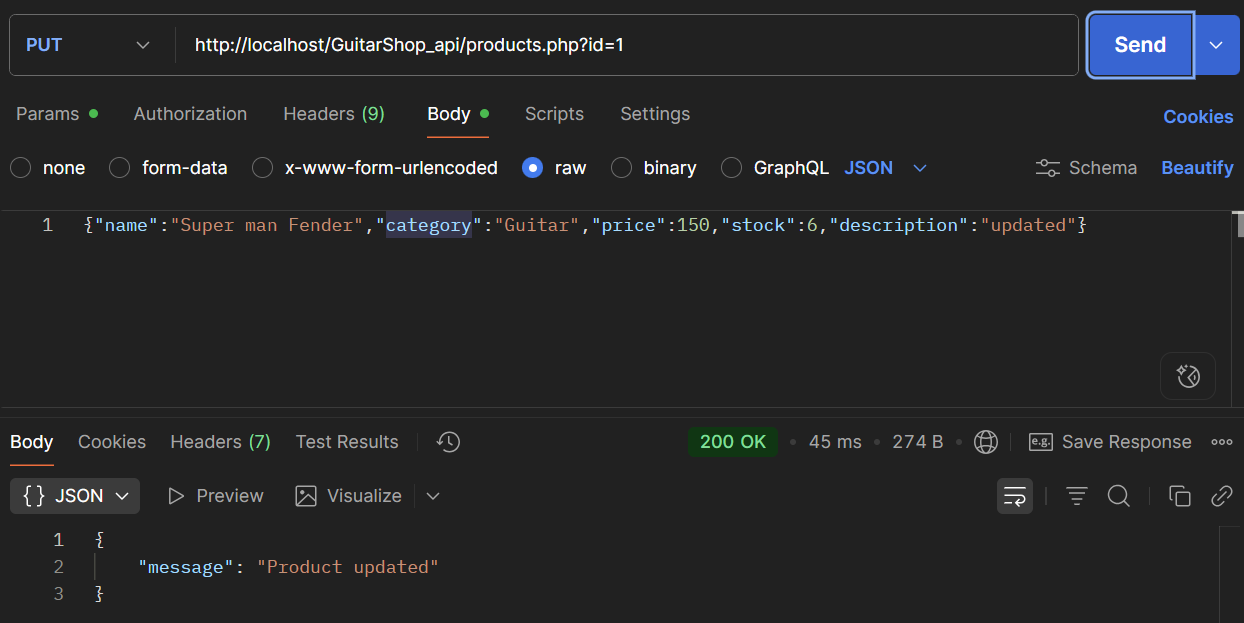 PUT http://localhost/GuitarShop_api/products.php?id=1 Send
Params Authorization Headers (9) Body Scripts Settings Cookies
none form-data x-www-form-urlencoded raw binary GraphQL JSON Schema Beautify
1 {"name":"Super man Fender","category":"Guitar","price":150,"stock":6,"description":"updated"}
Body Cookies Headers (7) Test Results 200 OK • 45 ms • 274 B • e.g. Save Response
{} JSON Preview Visualize
1 {
2 "message": "Product updated"
3 }